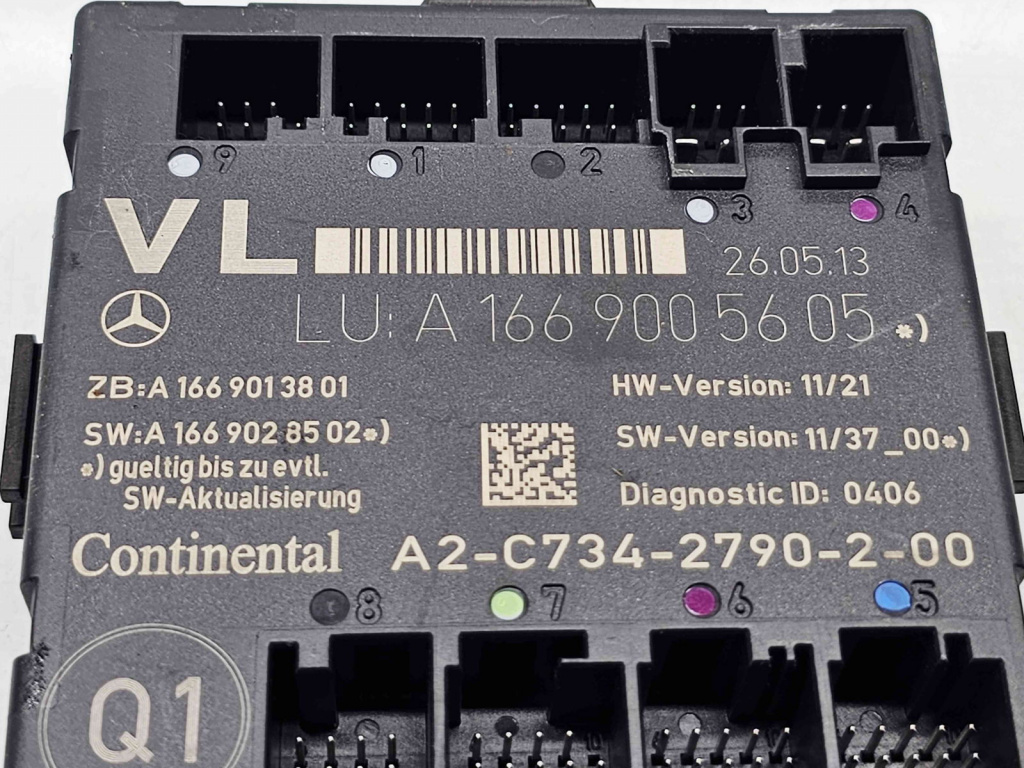 9 1 2
3 4
VL
26.05.13
LU: A 166 900 56 05 *)
ZB:A 166 901 38 01
HW-Version: 11/21
SW:A 166 902 85 02*)
SW-Version: 11/37_00*)
*) gueltig bis zu evtl.
SW-Aktualisierung
Diagnostic ID: 0406
Continental
A2-C734-2790-2-00
8 7 6 5
Q1